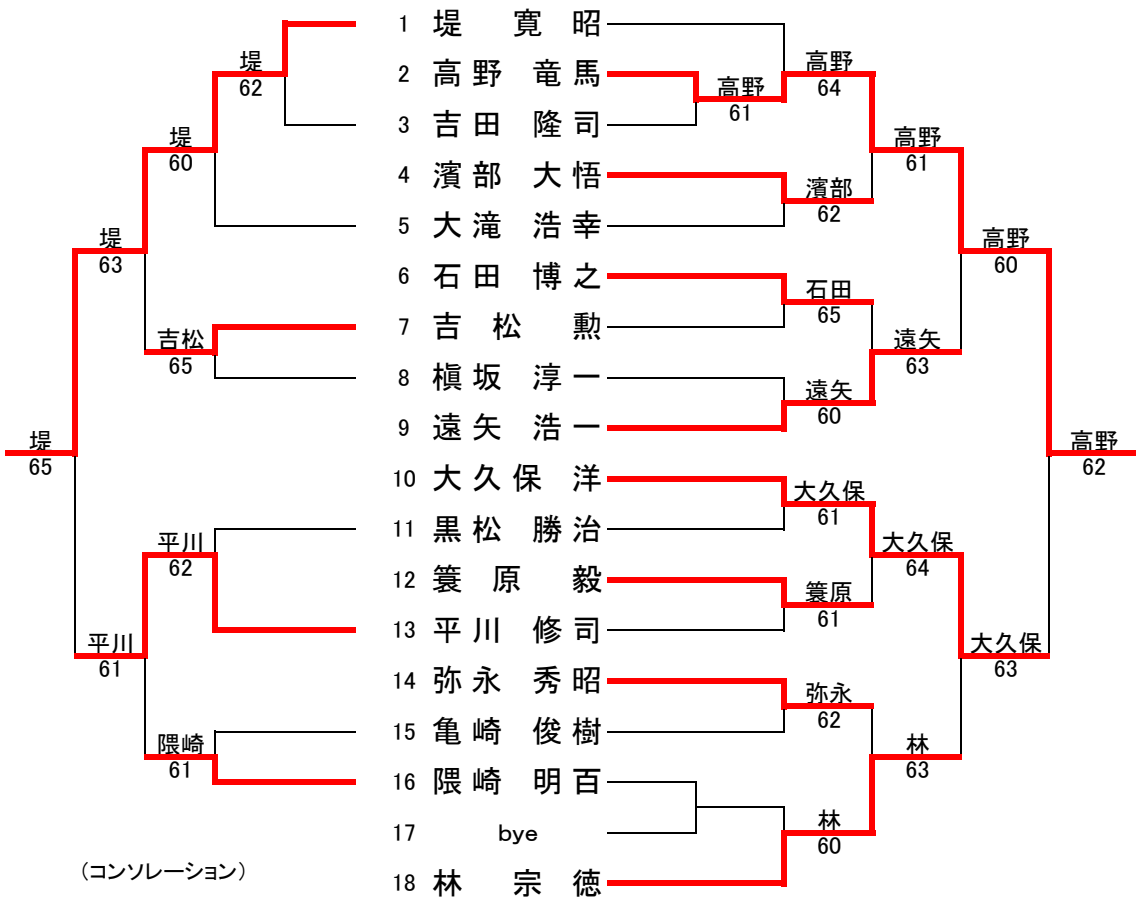 1 堤 寛 昭
2 高 野 竜 馬
3 吉 田 隆 司
4 濱 部 大 悟
5 大 滝 浩 幸
6 石 田 博 之
7 吉 松 勲
8 槇 坂 淳 一
9 遠 矢 浩 一
10 大 久 保 洋
11 黒 松 勝 治
12 簑 原 毅
13 平 川 修 司
14 弥 永 秀 昭
15 亀 崎 俊 樹
16 隈 崎 明 百
17 bye
18 林 宗 徳
堤
62
堤
60
堤
63
吉松
65
堤
65
平川
62
平川
61
隈崎
61
(コンソレーション)
高野
61
高野
64
濱部
62
高野
61
石田
65
遠矢
60
遠矢
63
高野
60
大久保
61
簑原
61
大久保
64
弥永
62
林
60
林
63
大久保
63
高野
62